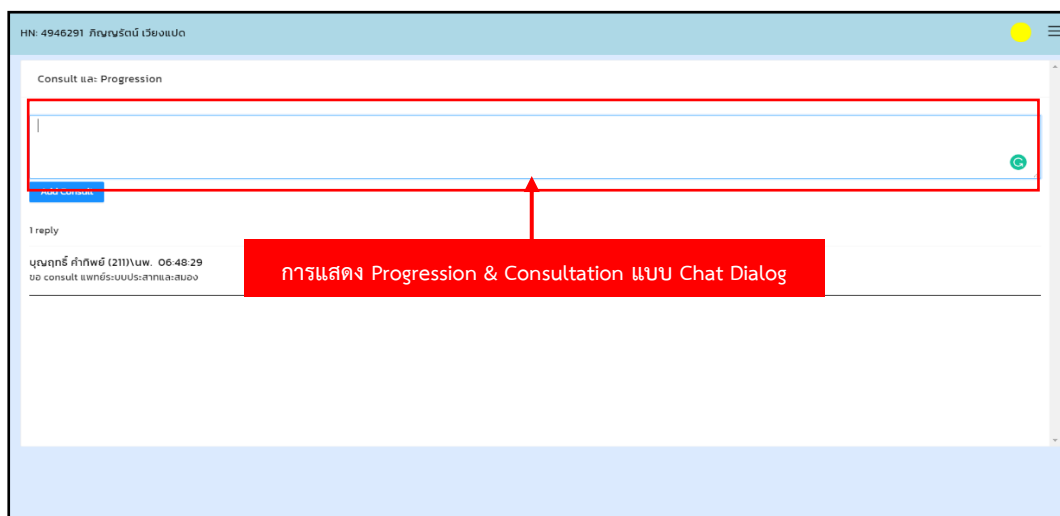 HN: 4946291 ภิญญรัตน์ เวียงแปด
Consult และ Progression
Add Consult
1 reply
บุญฤทธิ์ คำทิพย์ (211)\นพ. 06:48:29
ขอ consult แพทย์ระบบประสาทและสมอง
การแสดง Progression & Consultation แบบ Chat Dialog